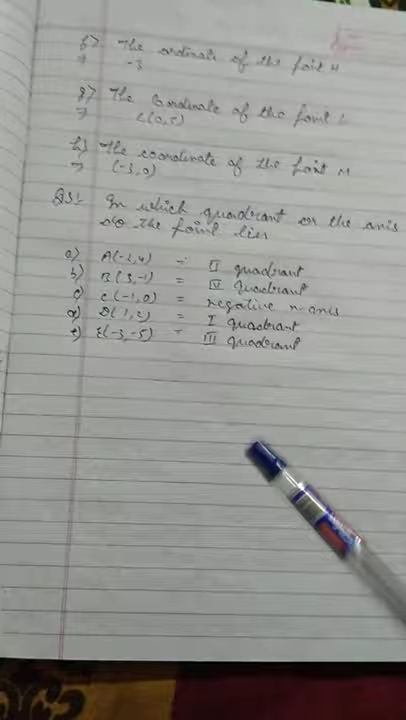 f) The ordinate of the point H
→ -3
g) The coordinate of the point L
→ L(0,5)
h) The coordinate of the point M
→ (-3,0)
Q3: In which quadrant or the axis
do the point lies
a) A(-2,4) = II quadrant
b) B(3,-1) = IV quadrant
c) C(-1,0) = negative x-axis
d) D(1,2) = I quadrant
e) E(-3,-5) = III quadrant